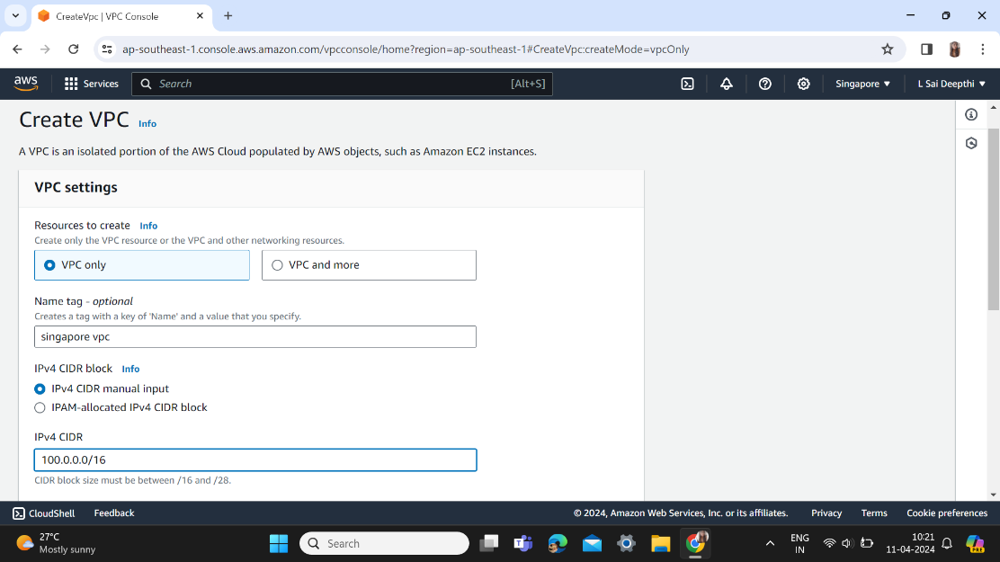 CreateVpc | VPC Console
ap-southeast-1.console.aws.amazon.com/vpcconsole/home?region=ap-southeast-1#CreateVpc:createMode=vpcOnly
aws
Services
Search
[Alt+S]
Singapore
L Sai Deepthi
Create VPC Info
A VPC is an isolated portion of the AWS Cloud populated by AWS objects, such as Amazon EC2 instances.
VPC settings
Resources to create Info
Create only the VPC resource or the VPC and other networking resources.
VPC only
VPC and more
Name tag - optional
Creates a tag with a key of 'Name' and a value that you specify.
singapore vpc
IPv4 CIDR block Info
IPv4 CIDR manual input
IPAM-allocated IPv4 CIDR block
IPv4 CIDR
100.0.0.0/16
CIDR block size must be between /16 and /28.
CloudShell
Feedback
© 2024, Amazon Web Services, Inc. or its affiliates.
Privacy
Terms
Cookie preferences
27°C
Mostly sunny
Search
ENG
IN
10:21
11-04-2024
PRE